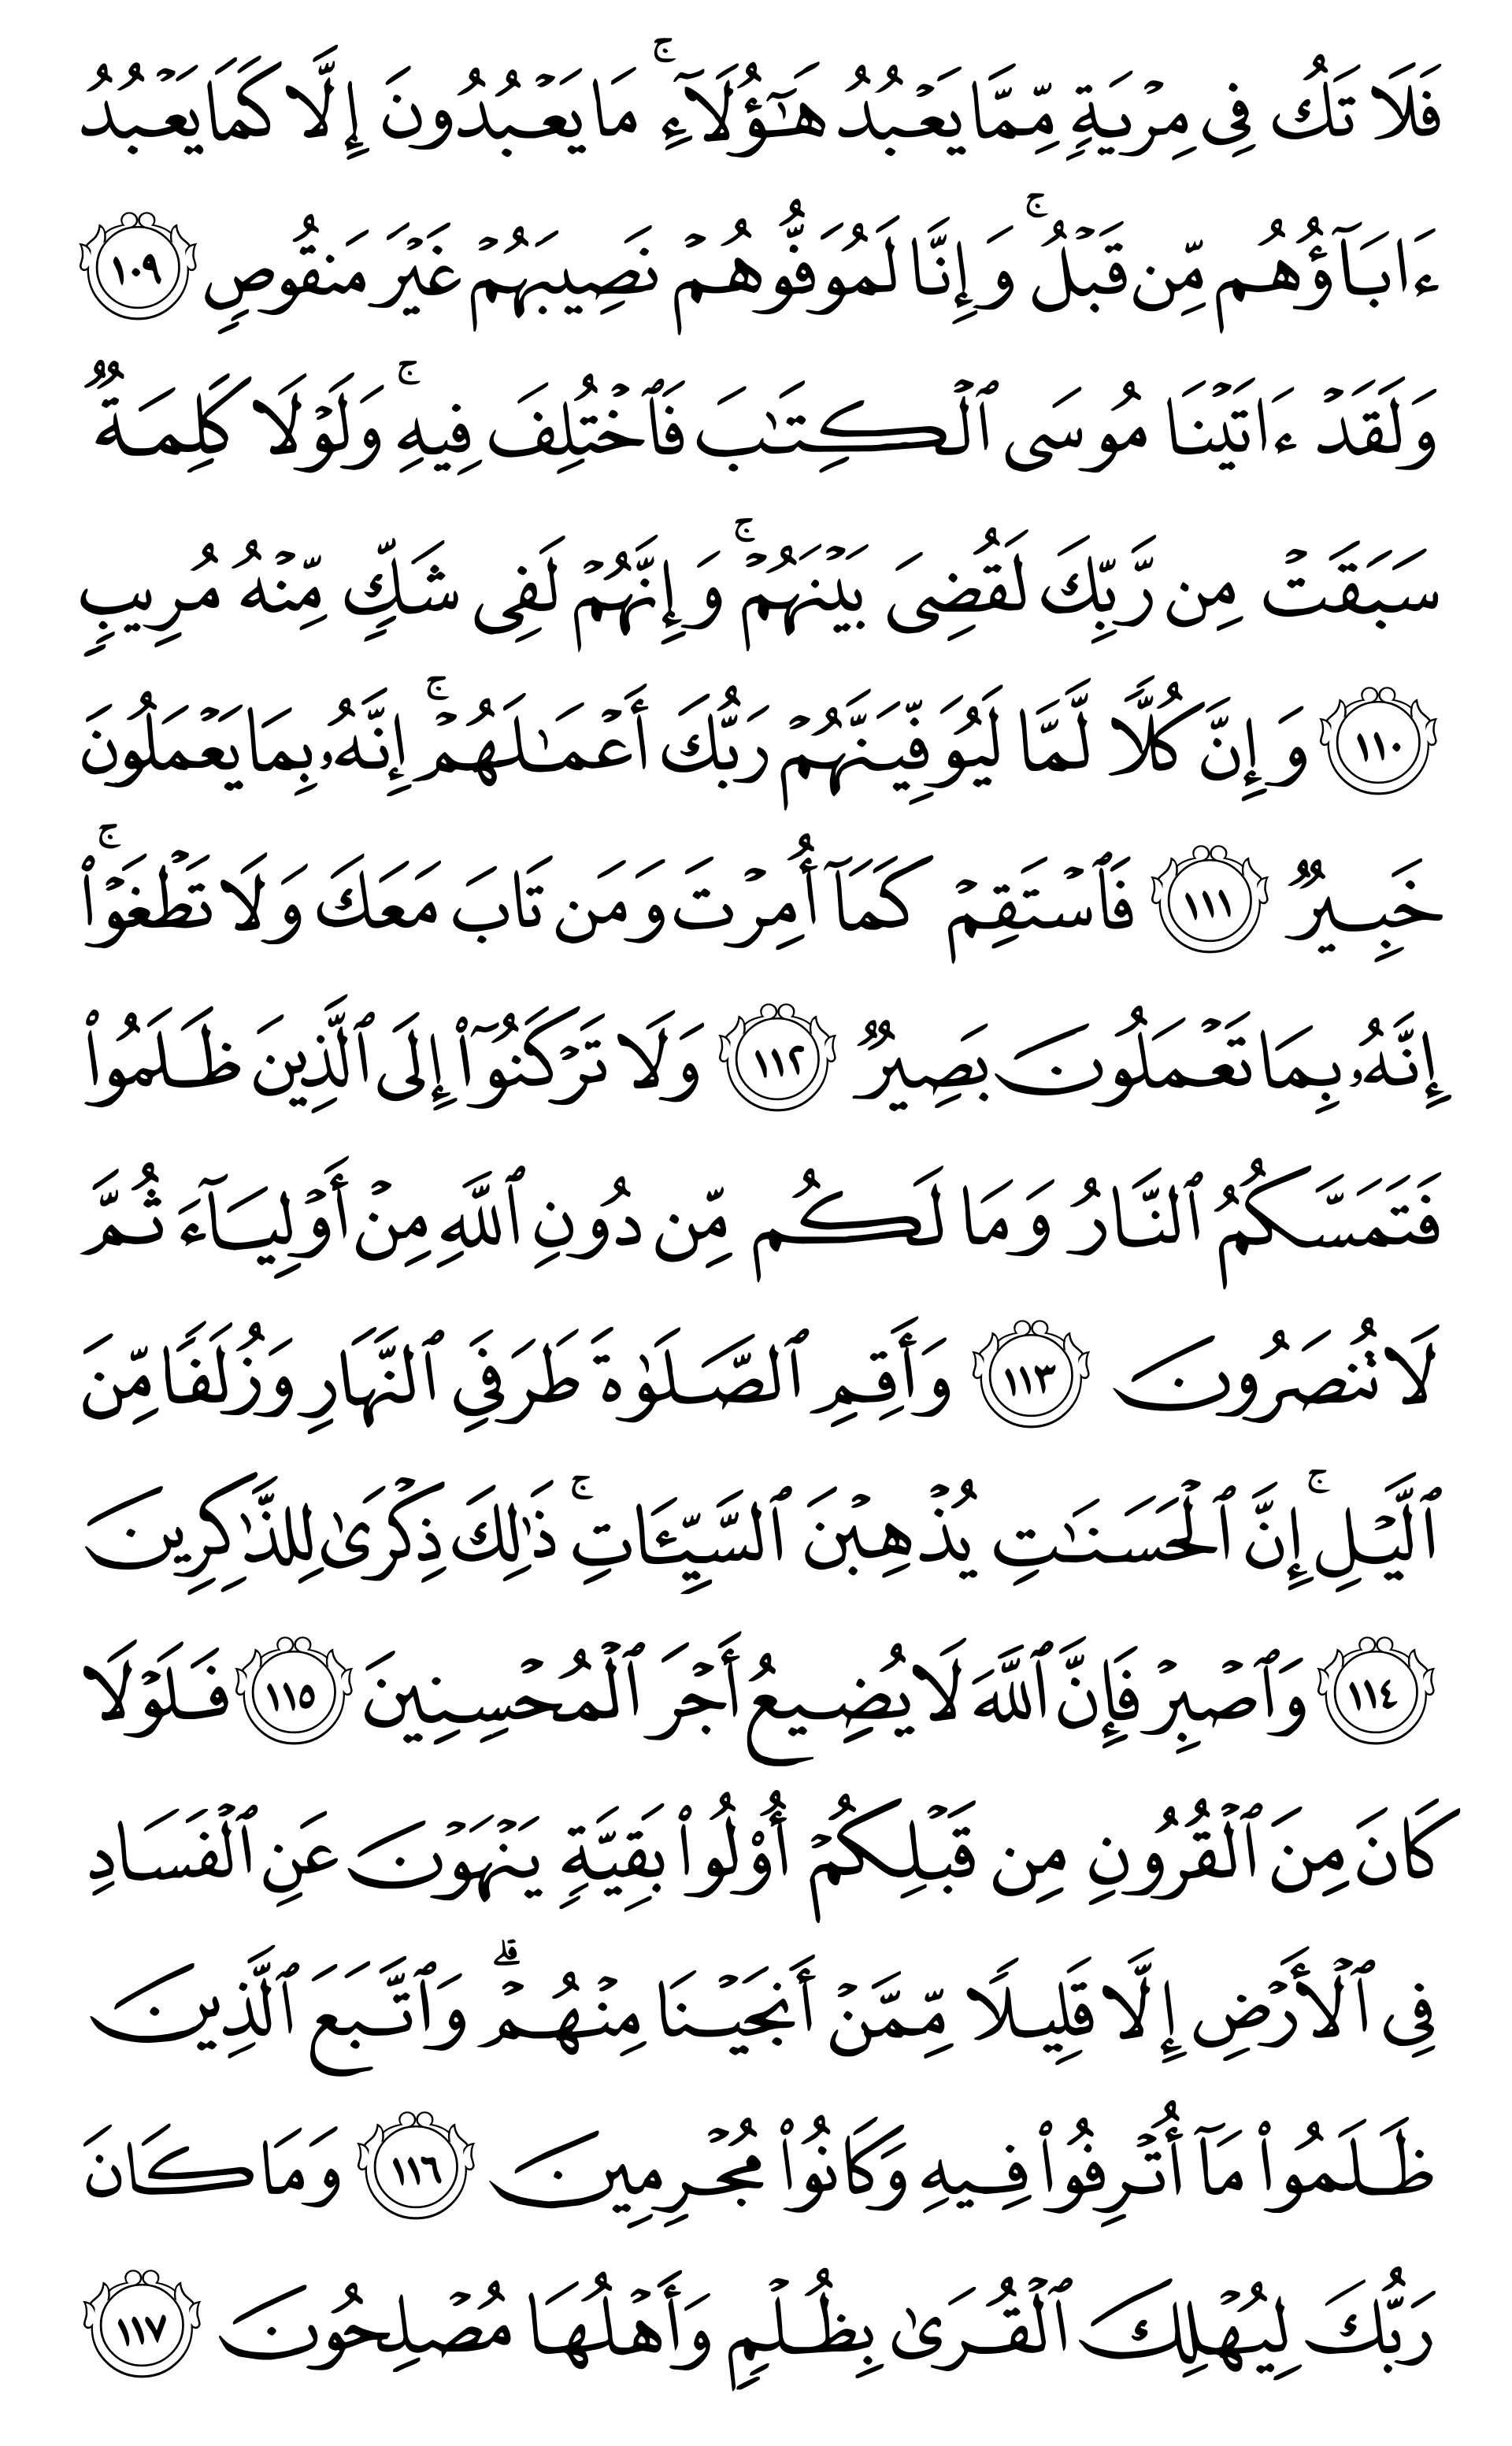 فَلَا تَكُ فِى مِرْيَةٍ مِّمَّا يَعْبُدُ هَٰٓؤُلَآءِ ۚ مَا يَعْبُدُونَ إِلَّا كَمَا يَعْبُدُ
ءَابَآؤُهُم مِّن قَبْلُ ۚ وَإِنَّا لَمُوَفُّوهُمْ نَصِيبَهُمْ غَيْرَ مَنقُوصٍ ١٠٩
وَلَقَدْ ءَاتَيْنَا مُوسَى ٱلْكِتَٰبَ فَٱخْتُلِفَ فِيهِ ۚ وَلَوْلَا كَلِمَةٌ
سَبَقَتْ مِن رَّبِّكَ لَقُضِىَ بَيْنَهُمْ ۚ وَإِنَّهُمْ لَفِى شَكٍّ مِّنْهُ مُرِيبٍ
١١٠ وَإِنَّ كُلًّا لَّمَّا لَيُوَفِّيَنَّهُمْ رَبُّكَ أَعْمَٰلَهُمْ ۚ إِنَّهُۥ بِمَا يَعْمَلُونَ
خَبِيرٌ ١١١ فَٱسْتَقِمْ كَمَآ أُمِرْتَ وَمَن تَابَ مَعَكَ وَلَا تَطْغَوْا۟ ۚ
إِنَّهُۥ بِمَا تَعْمَلُونَ بَصِيرٌ ١١٢ وَلَا تَرْكَنُوٓا۟ إِلَى ٱلَّذِينَ ظَلَمُوا۟
فَتَمَسَّكُمُ ٱلنَّارُ وَمَا لَكُم مِّن دُونِ ٱللَّهِ مِنْ أَوْلِيَآءَ ثُمَّ
لَا تُنصَرُونَ ١١٣ وَأَقِمِ ٱلصَّلَوٰةَ طَرَفَىِ ٱلنَّهَارِ وَزُلَفًا مِّنَ
ٱلَّيْلِ ۚ إِنَّ ٱلْحَسَنَٰتِ يُذْهِبْنَ ٱلسَّيِّـَٔاتِ ۚ ذَٰلِكَ ذِكْرَىٰ لِلذَّٰكِرِينَ
١١٤ وَٱصْبِرْ فَإِنَّ ٱللَّهَ لَا يُضِيعُ أَجْرَ ٱلْمُحْسِنِينَ ١١٥ فَلَوْلَا
كَانَ مِنَ ٱلْقُرُونِ مِن قَبْلِكُمْ أُو۟لُوا۟ بَقِيَّةٍ يَنْهَوْنَ عَنِ ٱلْفَسَادِ
فِى ٱلْأَرْضِ إِلَّا قَلِيلًا مِّمَّنْ أَنجَيْنَا مِنْهُمْ ۗ وَٱتَّبَعَ ٱلَّذِينَ
ظَلَمُوا۟ مَآ أُتْرِفُوا۟ فِيهِ وَكَانُوا۟ مُجْرِمِينَ ١١٦ وَمَا كَانَ
رَبُّكَ لِيُهْلِكَ ٱلْقُرَىٰ بِظُلْمٍ وَأَهْلُهَا مُصْلِحُونَ ١١٧